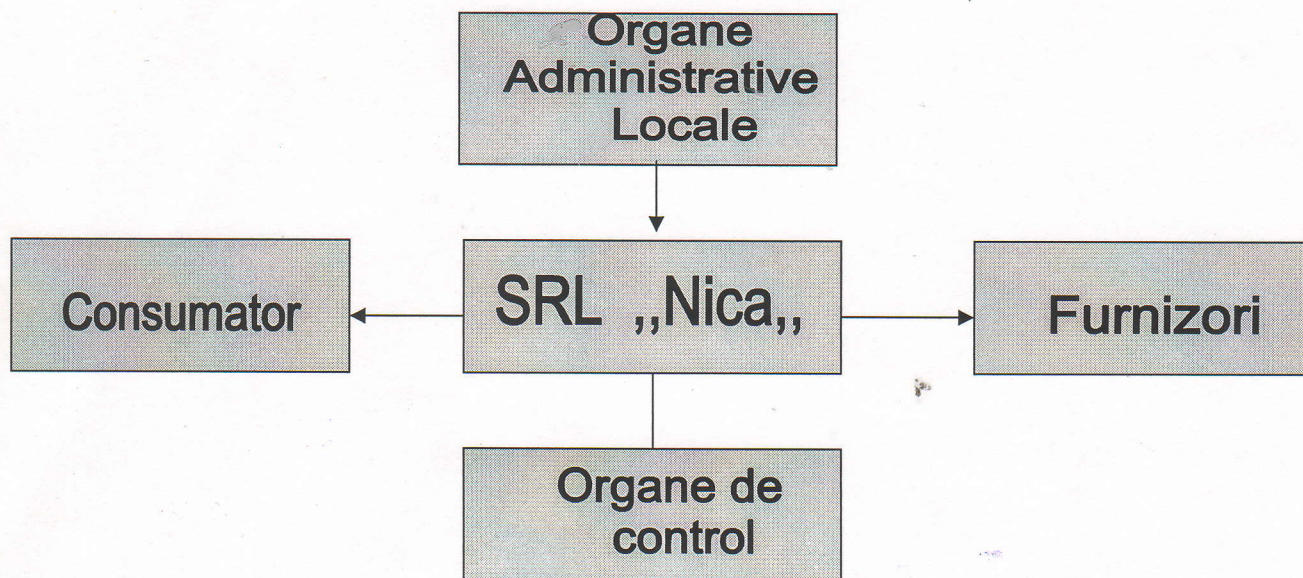 Organe
Administrative
Locale
Consumator
SRL ,,Nica,,
Furnizori
Organe de
control